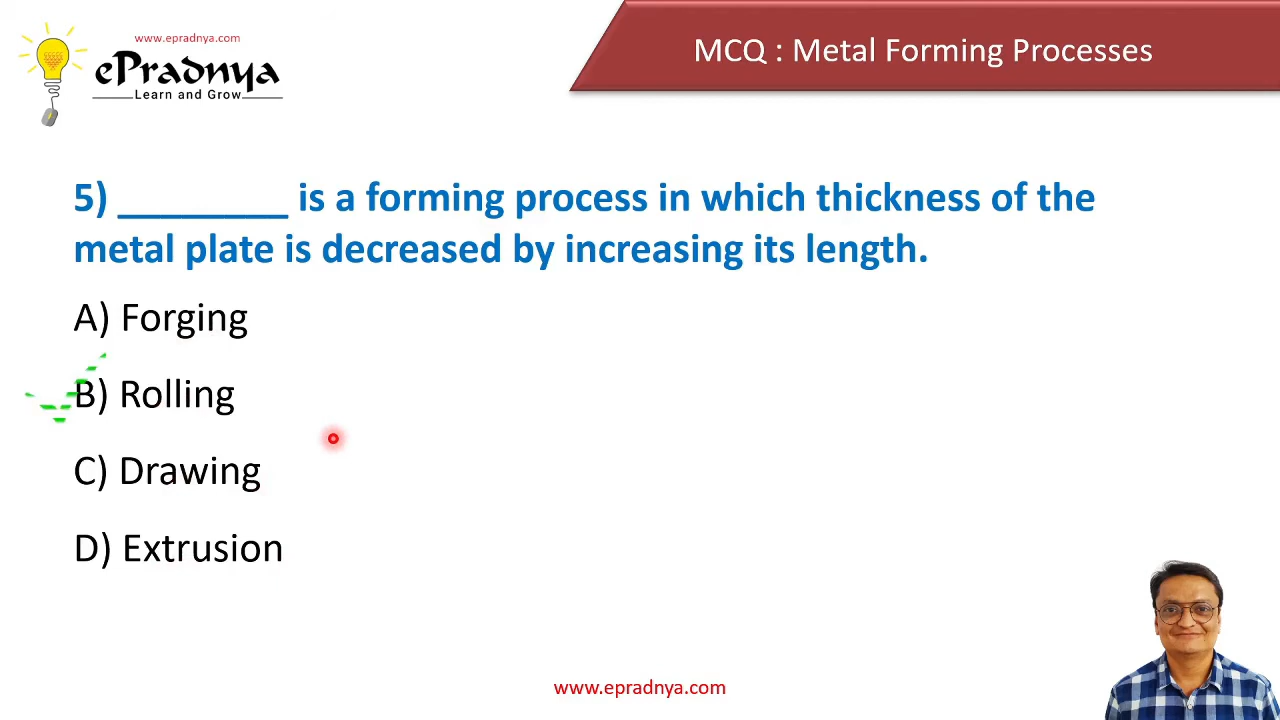 www.epradnya.com
ePradnya
Learn and Grow
MCQ : Metal Forming Processes
5) ________ is a forming process in which thickness of the
metal plate is decreased by increasing its length.
A) Forging
B) Rolling
C) Drawing
D) Extrusion
www.epradnya.com